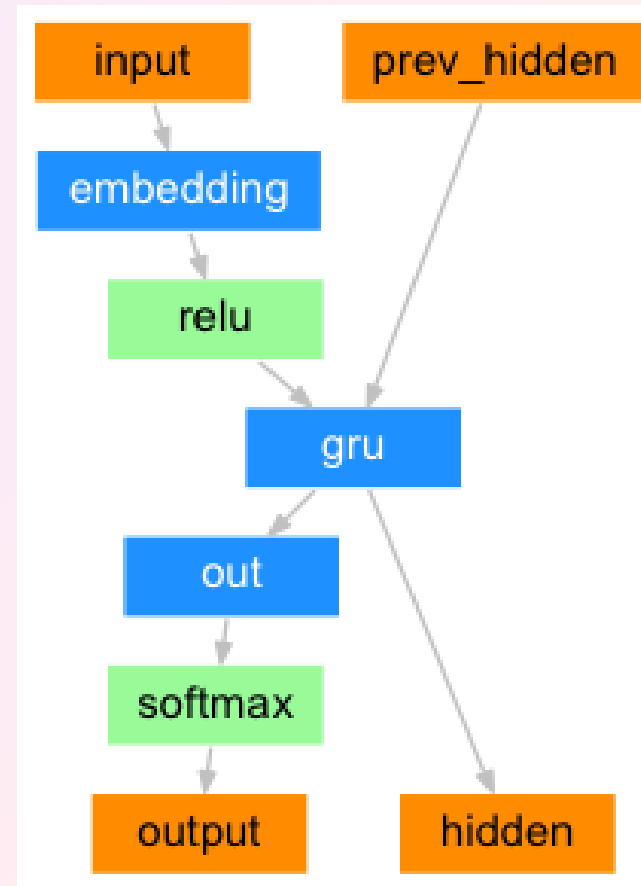 input
prev_hidden
embedding
relu
gru
out
softmax
output
hidden